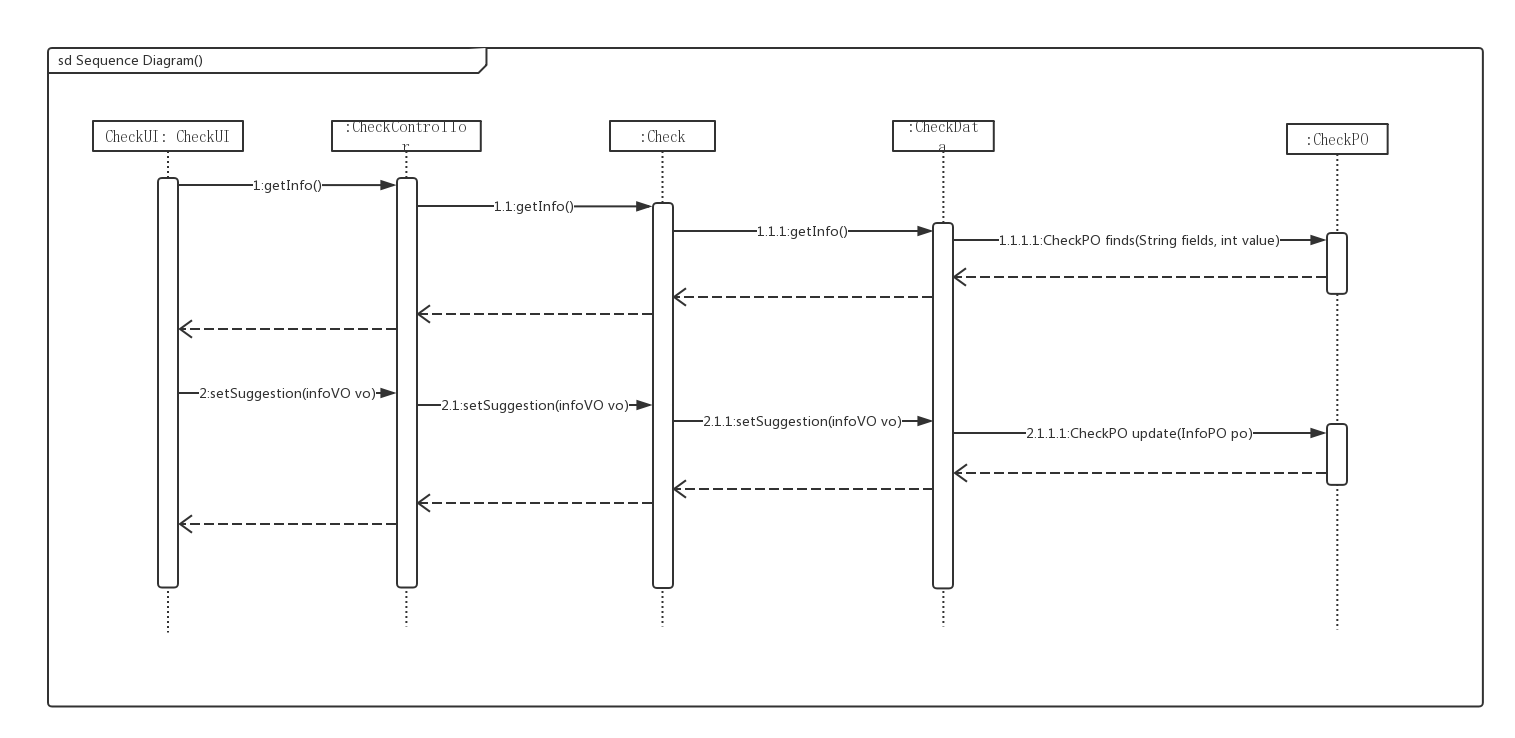 sd Sequence Diagram()
CheckUI: CheckUI
:CheckControllo
r
:Check
:CheckDat
a
:CheckPO
1:getInfo()
1.1:getInfo()
1.1.1:getInfo()
1.1.1.1:CheckPO finds(String fields, int value)
2:setSuggestion(infoVO vo)
2.1:setSuggestion(infoVO vo)
2.1.1:setSuggestion(infoVO vo)
2.1.1.1:CheckPO update(InfoPO po)